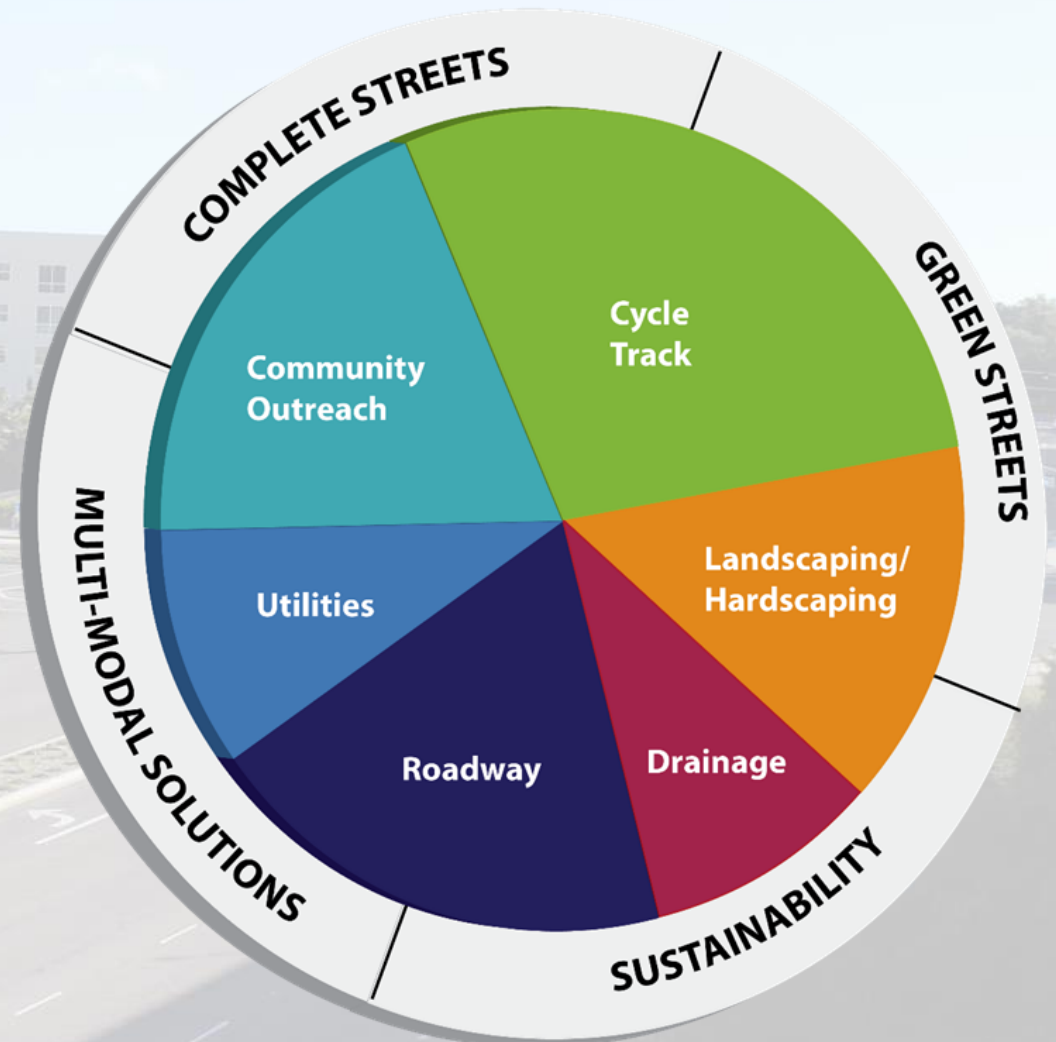 COMPLETE STREETS
GREEN STREETS
Cycle
Track
Community
Outreach
Landscaping/
Hardscaping
Utilities
Roadway
Drainage
MULTI-MODAL SOLUTIONS
SUSTAINABILITY